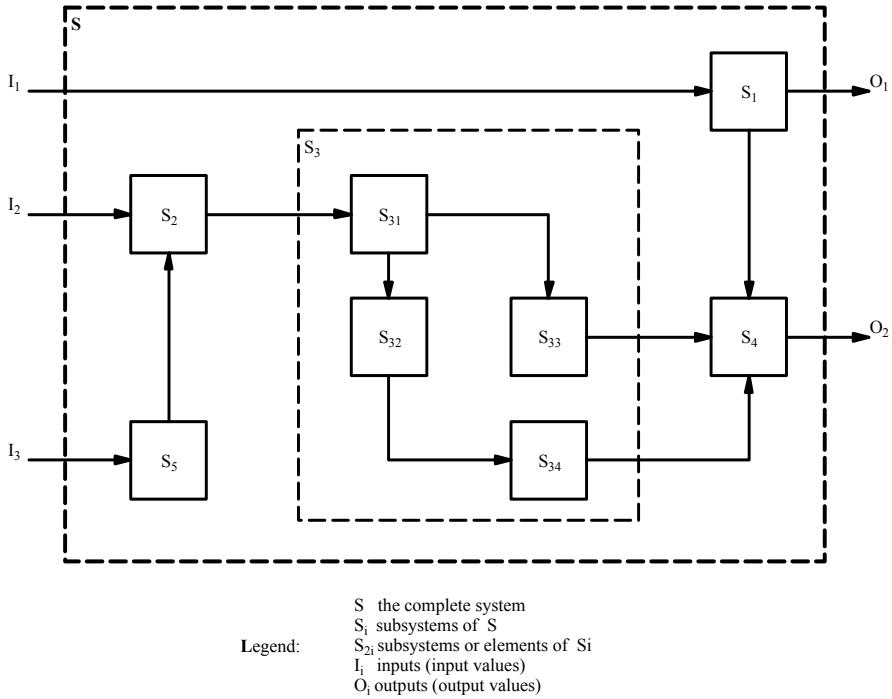 S
I₁
S₁
O₁
S₃
I₂
S₂
S₃₁
S₃₂
S₃₃
S₄
O₂
I₃
S₅
S₃₄
S the complete system
Sᵢ subsystems of S
Legend: S₂ᵢ subsystems or elements of Si
Iᵢ inputs (input values)
Oᵢ outputs (output values)